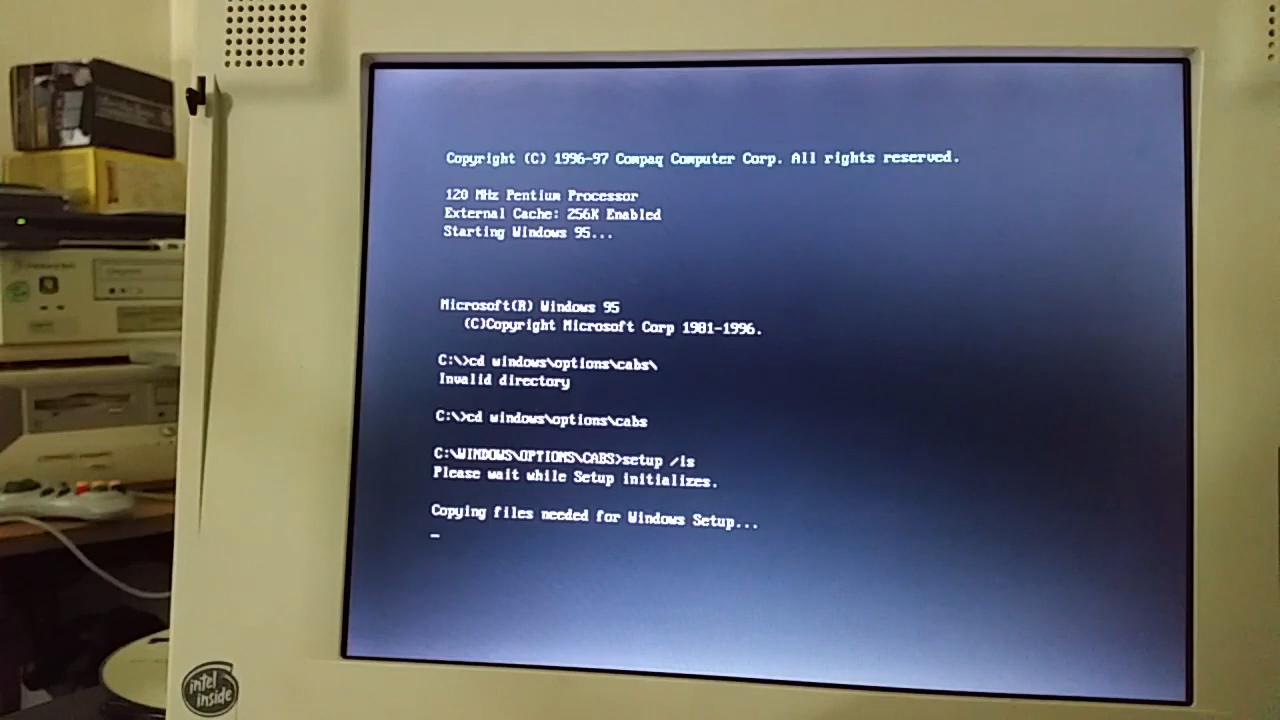 Copyright (C) 1996-97 Compaq Computer Corp. All rights reserved.
120 MHz Pentium Processor
External Cache: 256K Enabled
Starting Windows 95...
Microsoft(R) Windows 95
(C)Copyright Microsoft Corp 1981-1996.
C:\>cd windows\options\cabs\
Invalid directory
C:\>cd windows\options\cabs
C:\WINDOWS\OPTIONS\CABS>setup /is
Please wait while Setup initializes.
Copying files needed for Windows Setup...
intel
inside